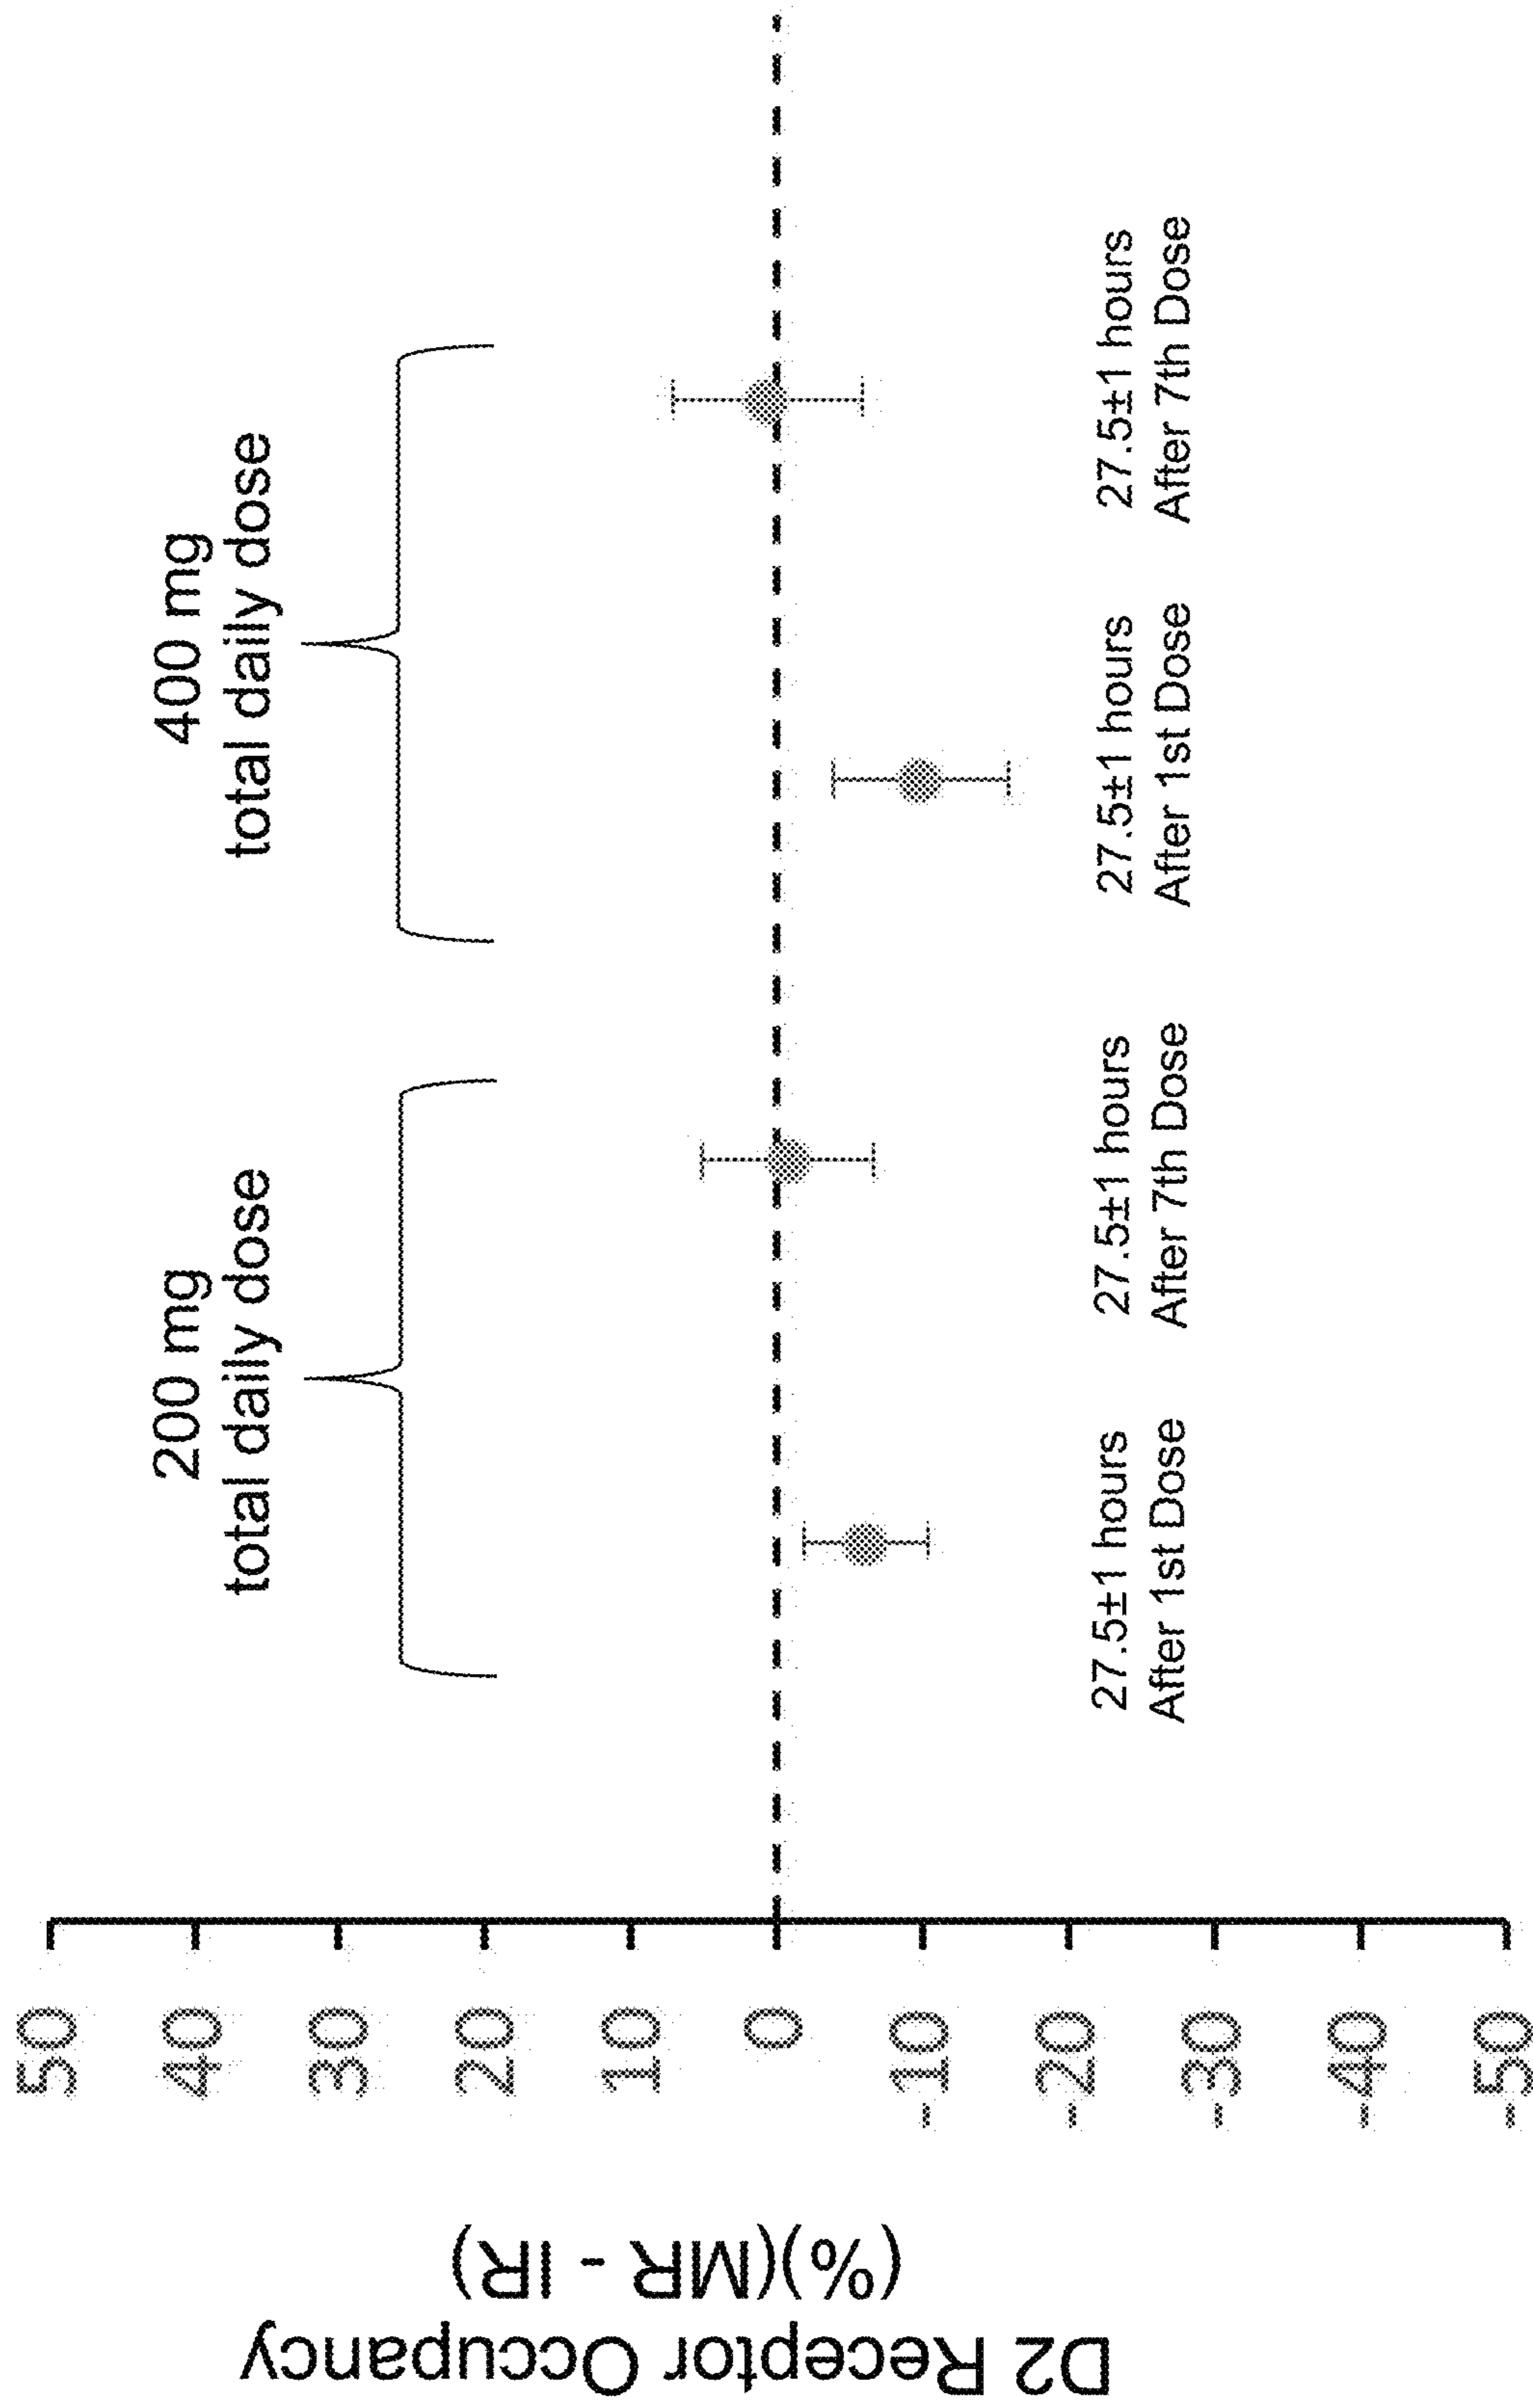 200 mg
total daily dose
400 mg
total daily dose
D2 Receptor Occupancy
(%)(MR - IR)
50
40
30
20
10
0
-10
-20
-30
-40
-50
27.5±1 hours
After 1st Dose
27.5±1 hours
After 7th Dose
27.5±1 hours
After 1st Dose
27.5±1 hours
After 7th Dose